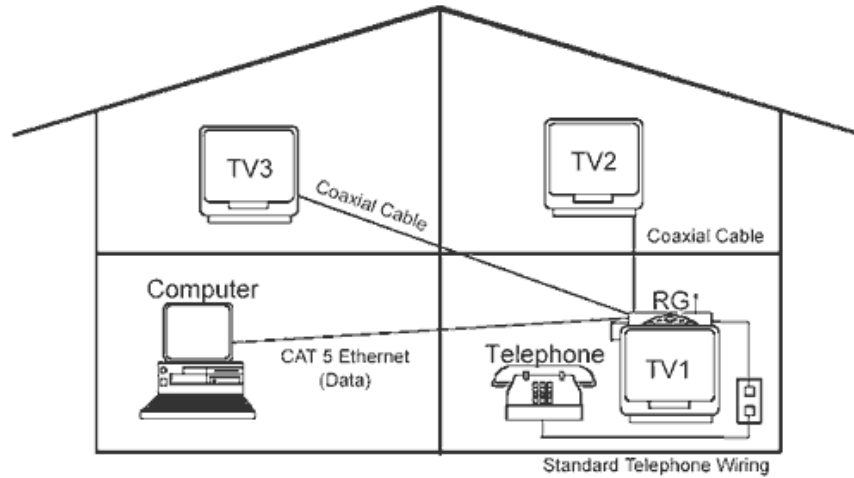 TV3
TV2
Coaxial Cable
Coaxial Cable
Computer
RG
CAT 5 Ethernet
(Data)
Telephone
TV1
Standard Telephone Wiring